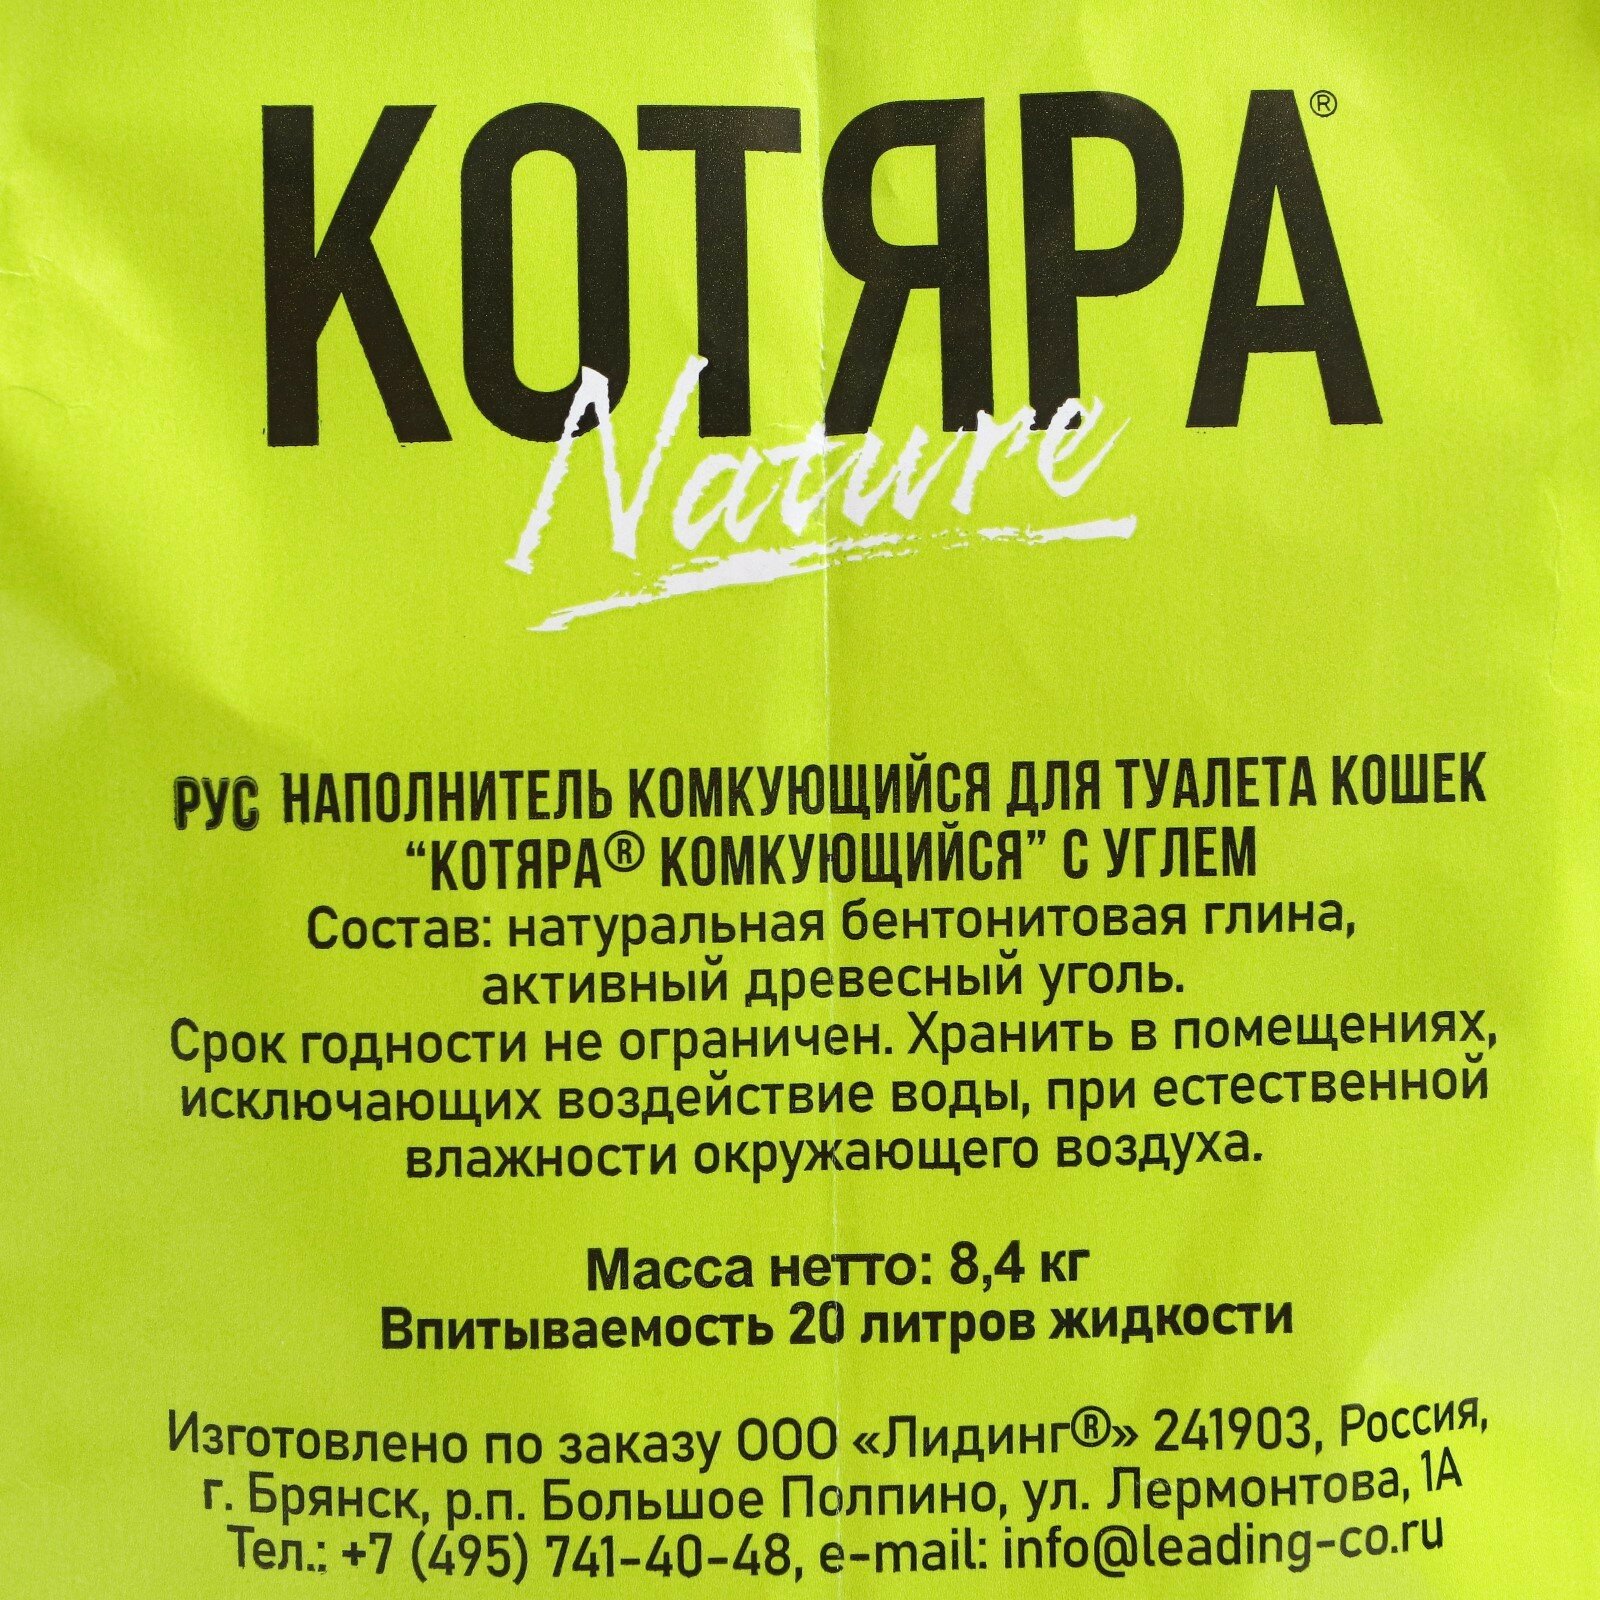 КОТЯРА®
Nature
РУС НАПОЛНИТЕЛЬ КОМКУЮЩИЙСЯ ДЛЯ ТУАЛЕТА КОШЕК
“КОТЯРА® КОМКУЮЩИЙСЯ” С УГЛЕМ
Состав: натуральная бентонитовая глина,
активный древесный уголь.
Срок годности не ограничен. Хранить в помещениях,
исключающих воздействие воды, при естественной
влажности окружающего воздуха.
Масса нетто: 8,4 кг
Впитываемость 20 литров жидкости
Изготовлено по заказу ООО «Лидинг®» 241903, Россия,
г. Брянск, р.п. Большое Полпино, ул. Лермонтова, 1А
Тел.: +7 (495) 741-40-48, e-mail: info@leading-co.ru